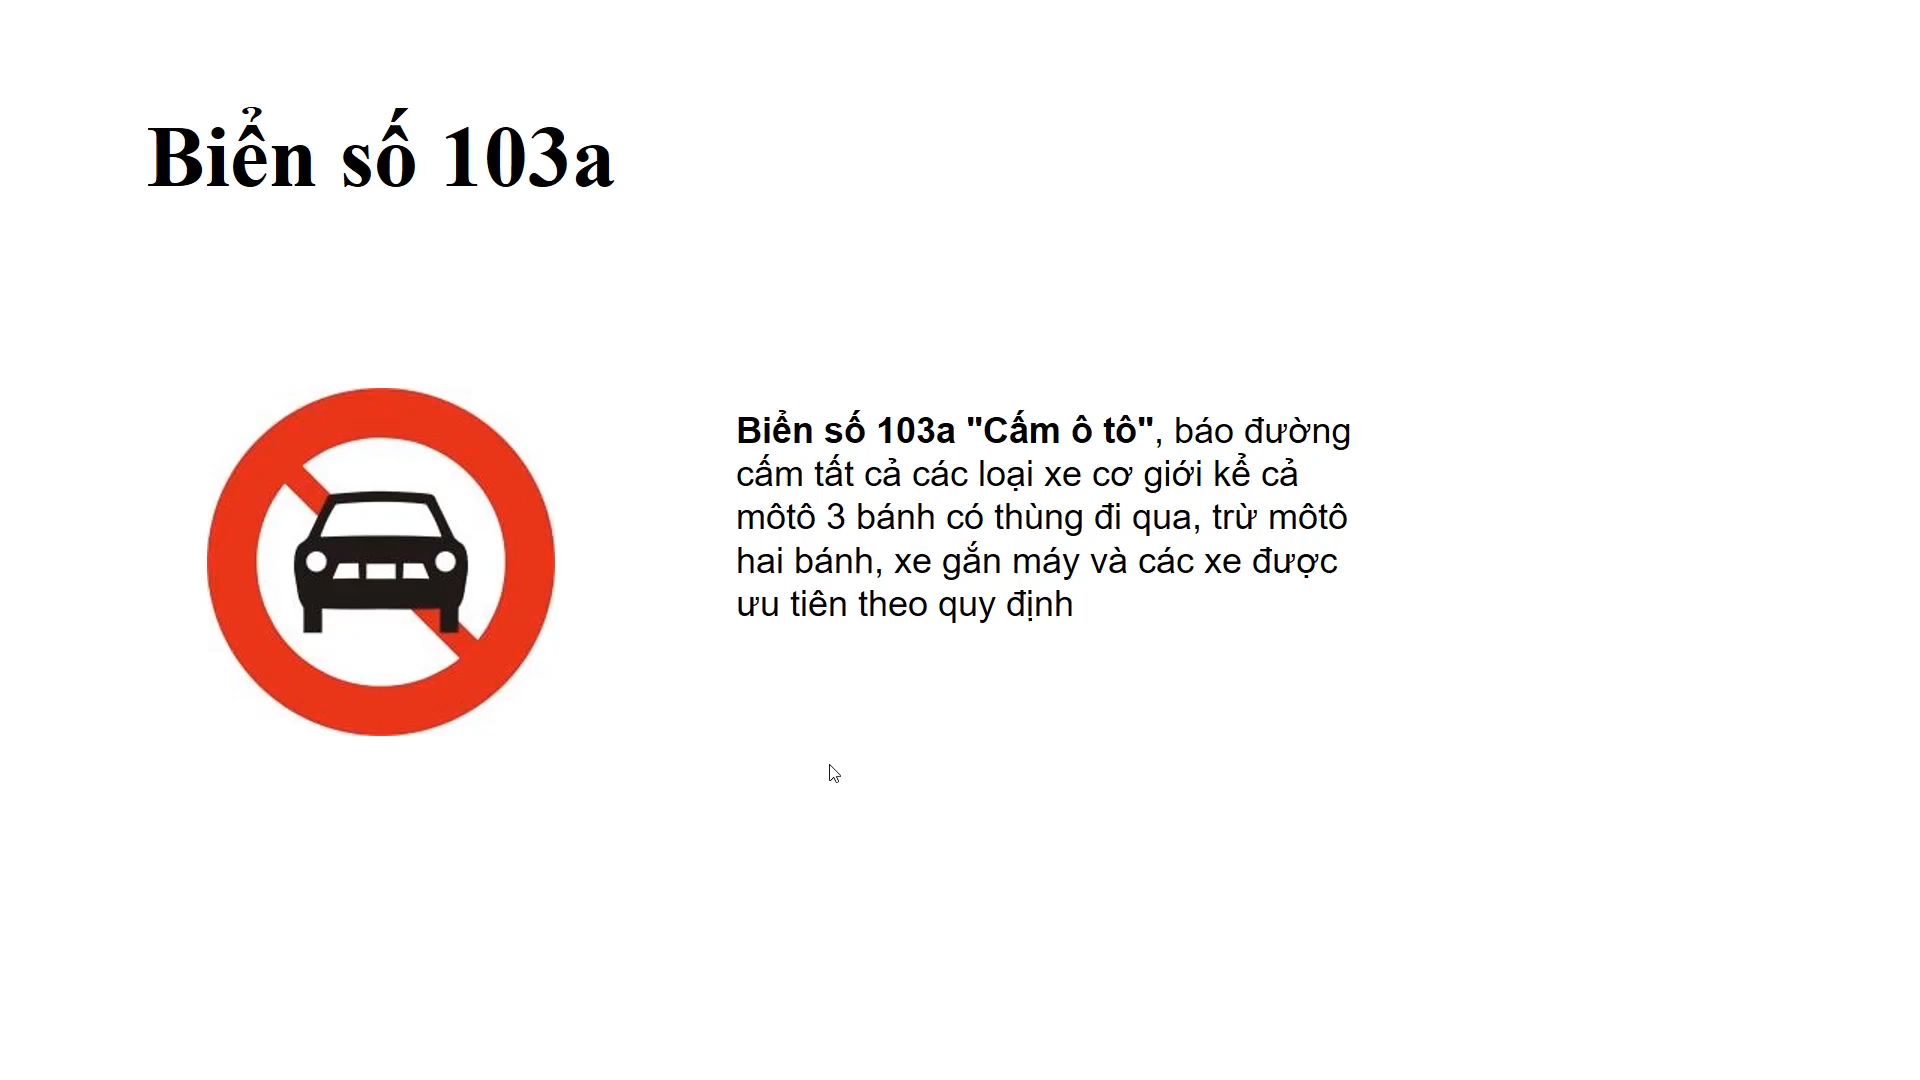 Biển số 103a
Biển số 103a "Cấm ô tô", báo đường
cấm tất cả các loại xe cơ giới kể cả
môtô 3 bánh có thùng đi qua, trừ môtô
hai bánh, xe gắn máy và các xe được
ưu tiên theo quy định